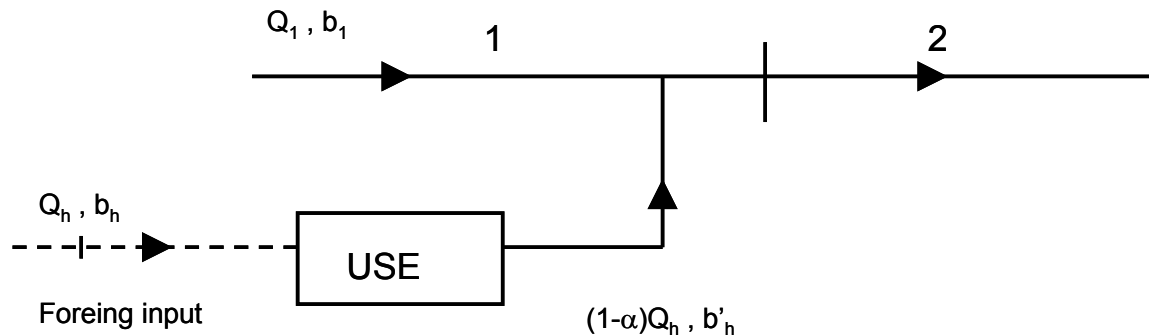 Q₁ , b₁
1
2
Qₕ , bₕ
USE
Foreing input
(1-α)Qₕ , b'ₕ